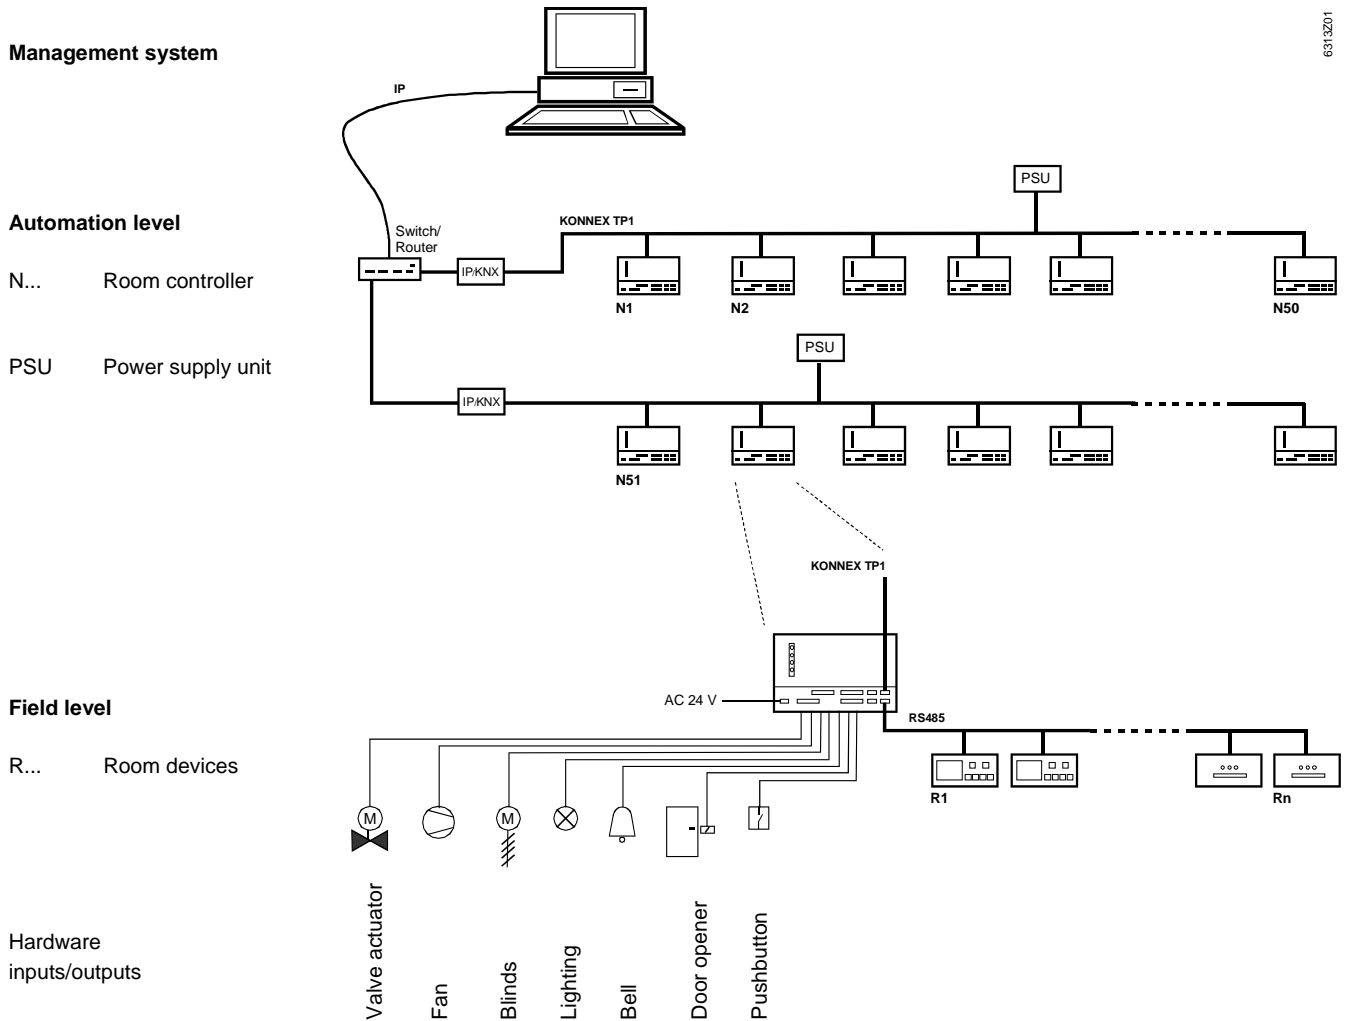 6313Z01
Management system
IP
PSU
Automation level
KONNEX TP1
Switch/
Router
N... Room controller
IP/KNX
N1
N2
N50
PSU
PSU Power supply unit
IP/KNX
N51
KONNEX TP1
Field level
AC 24 V
RS485
R... Room devices
R1
Rn
M
M
Hardware
inputs/outputs
Valve actuator
Fan
Blinds
Lighting
Bell
Door opener
Pushbutton